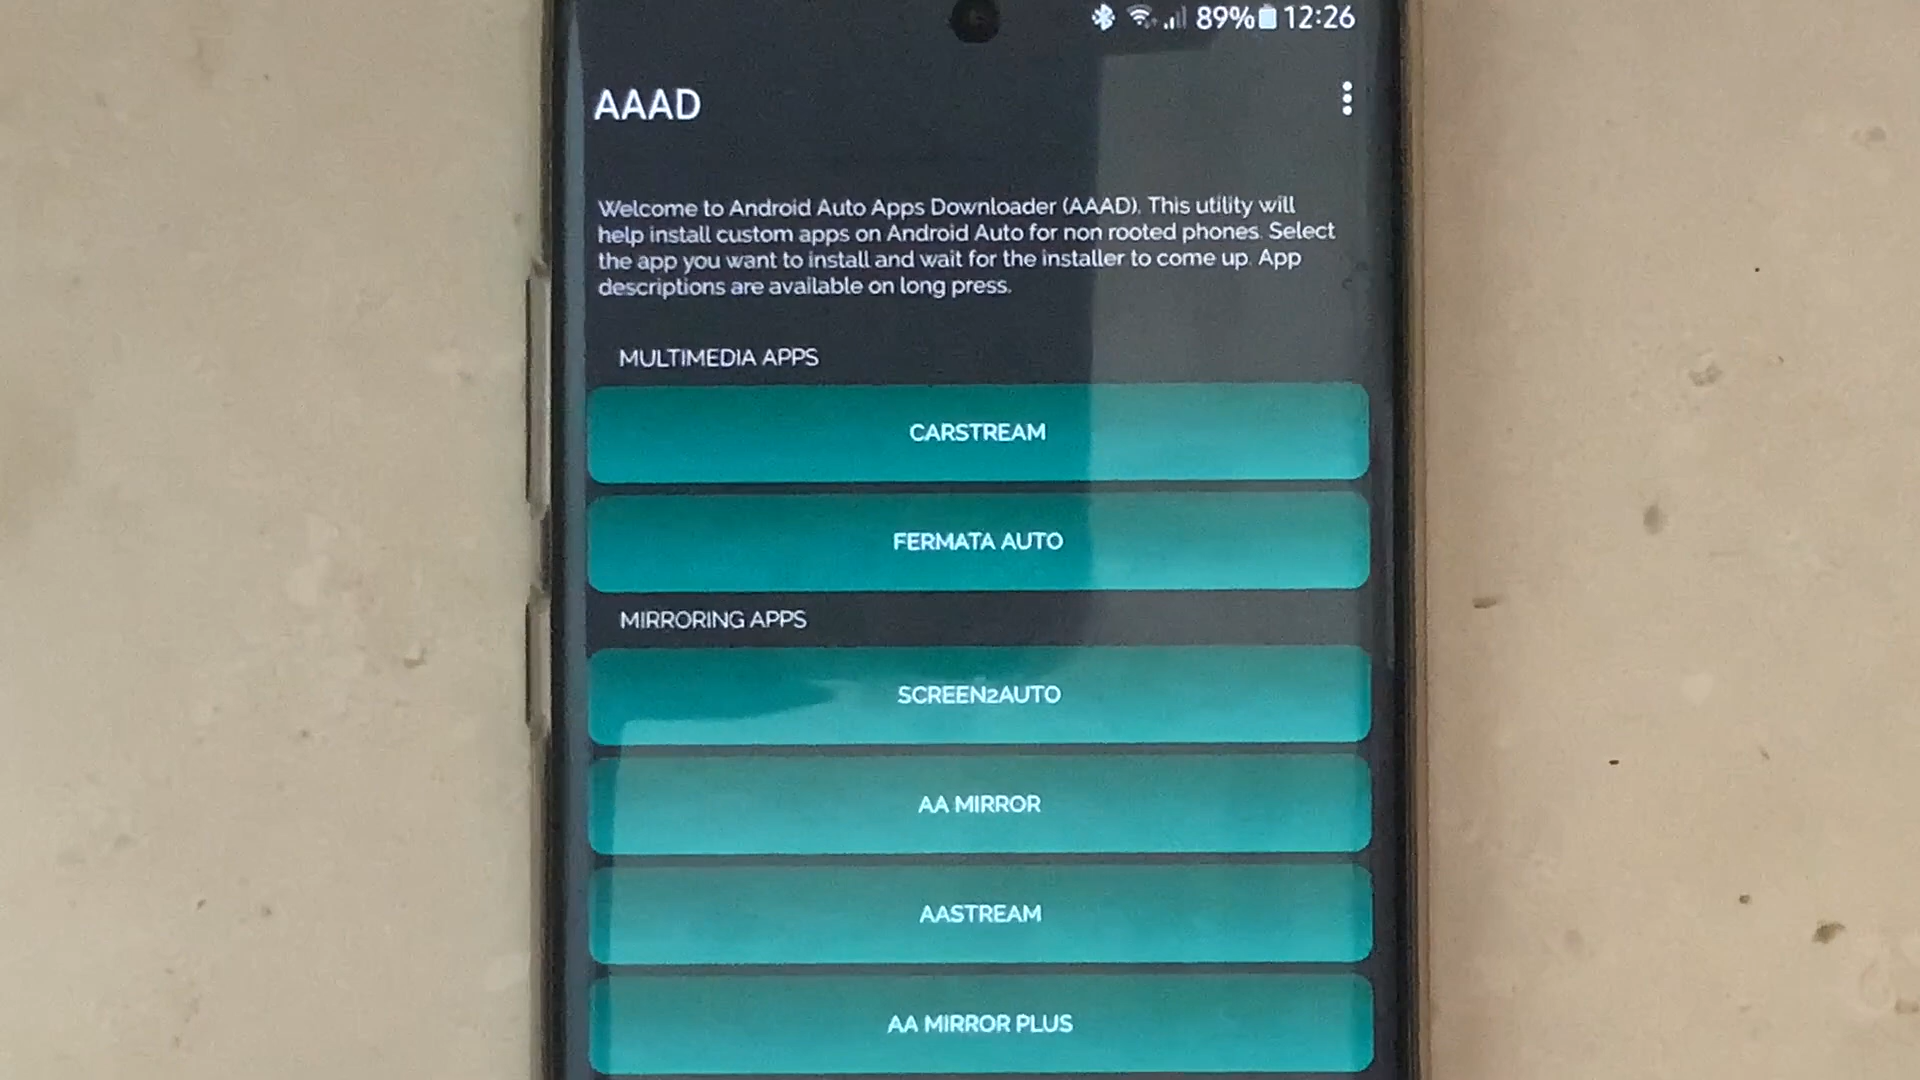 89% 12:26
AAAD
Welcome to Android Auto Apps Downloader (AAAD). This utility will
help install custom apps on Android Auto for non rooted phones. Select
the app you want to install and wait for the installer to come up. App
descriptions are available on long press.
MULTIMEDIA APPS
CARSTREAM
FERMATA AUTO
MIRRORING APPS
SCREEN2AUTO
AA MIRROR
AASTREAM
AA MIRROR PLUS